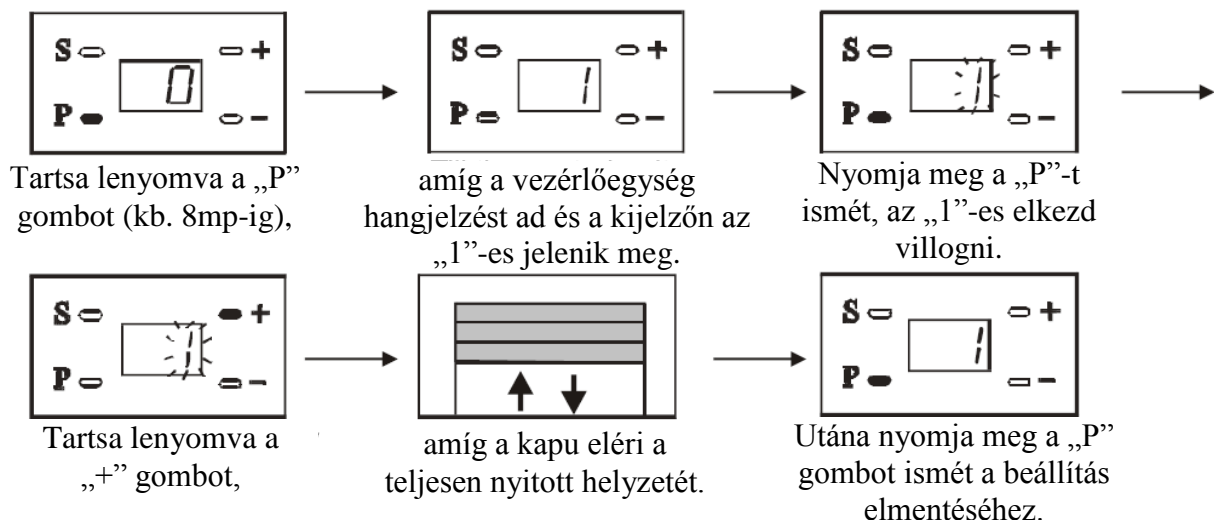 S +
0
P -
S +
1
P -
S +
1
P -
Tartsa lenyomva a „P”
gombot (kb. 8mp-ig),
amíg a vezérlőegység
hangjelzést ad és a kijelzőn az
„1”-es jelenik meg.
Nyomja meg a „P”-t
ismét, az „1”-es elkezd
villogni.
S +
1
P -
S +
1
P -
Tartsa lenyomva a
„+” gombot,
amíg a kapu eléri a
teljesen nyitott helyzetét.
Utána nyomja meg a „P”
gombot ismét a beállítás
elmentéséhez.